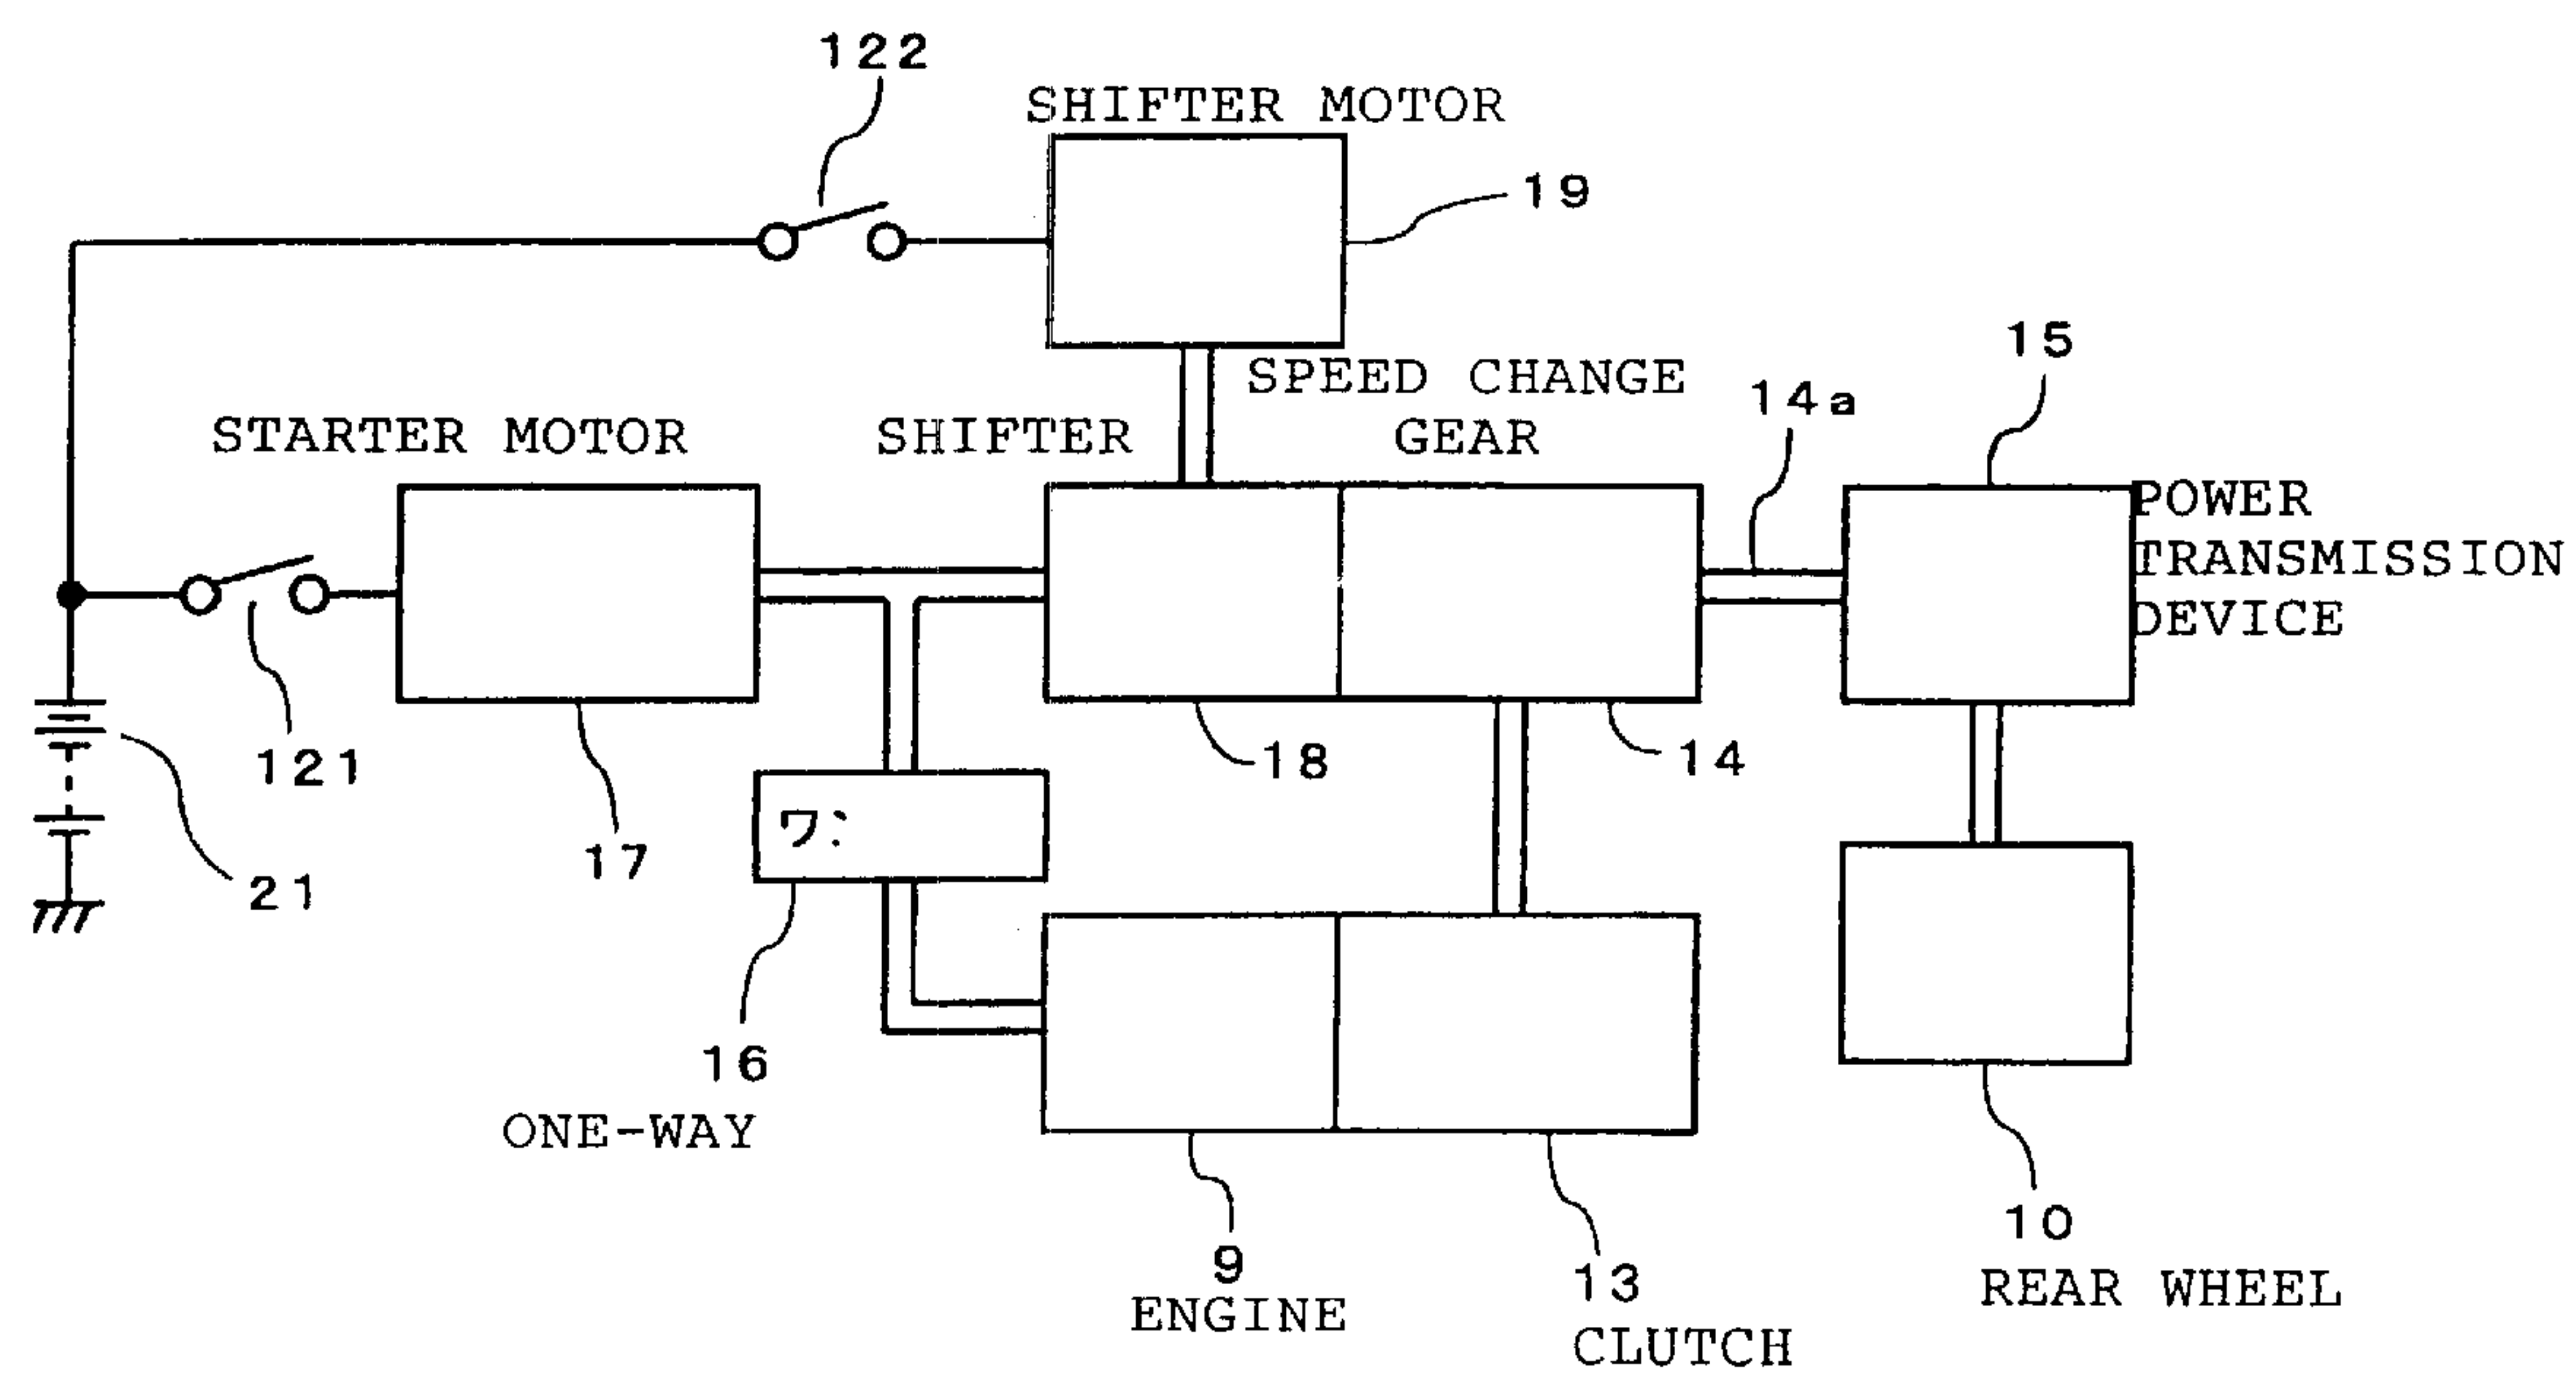 122
SHIFTER MOTOR
19
15
SPEED CHANGE
GEAR
14a
STARTER MOTOR
SHIFTER
POWER
TRANSMISSION
DEVICE
121
18
14
17
21
ワ
16
ONE-WAY
9
ENGINE
13
CLUTCH
10
REAR WHEEL